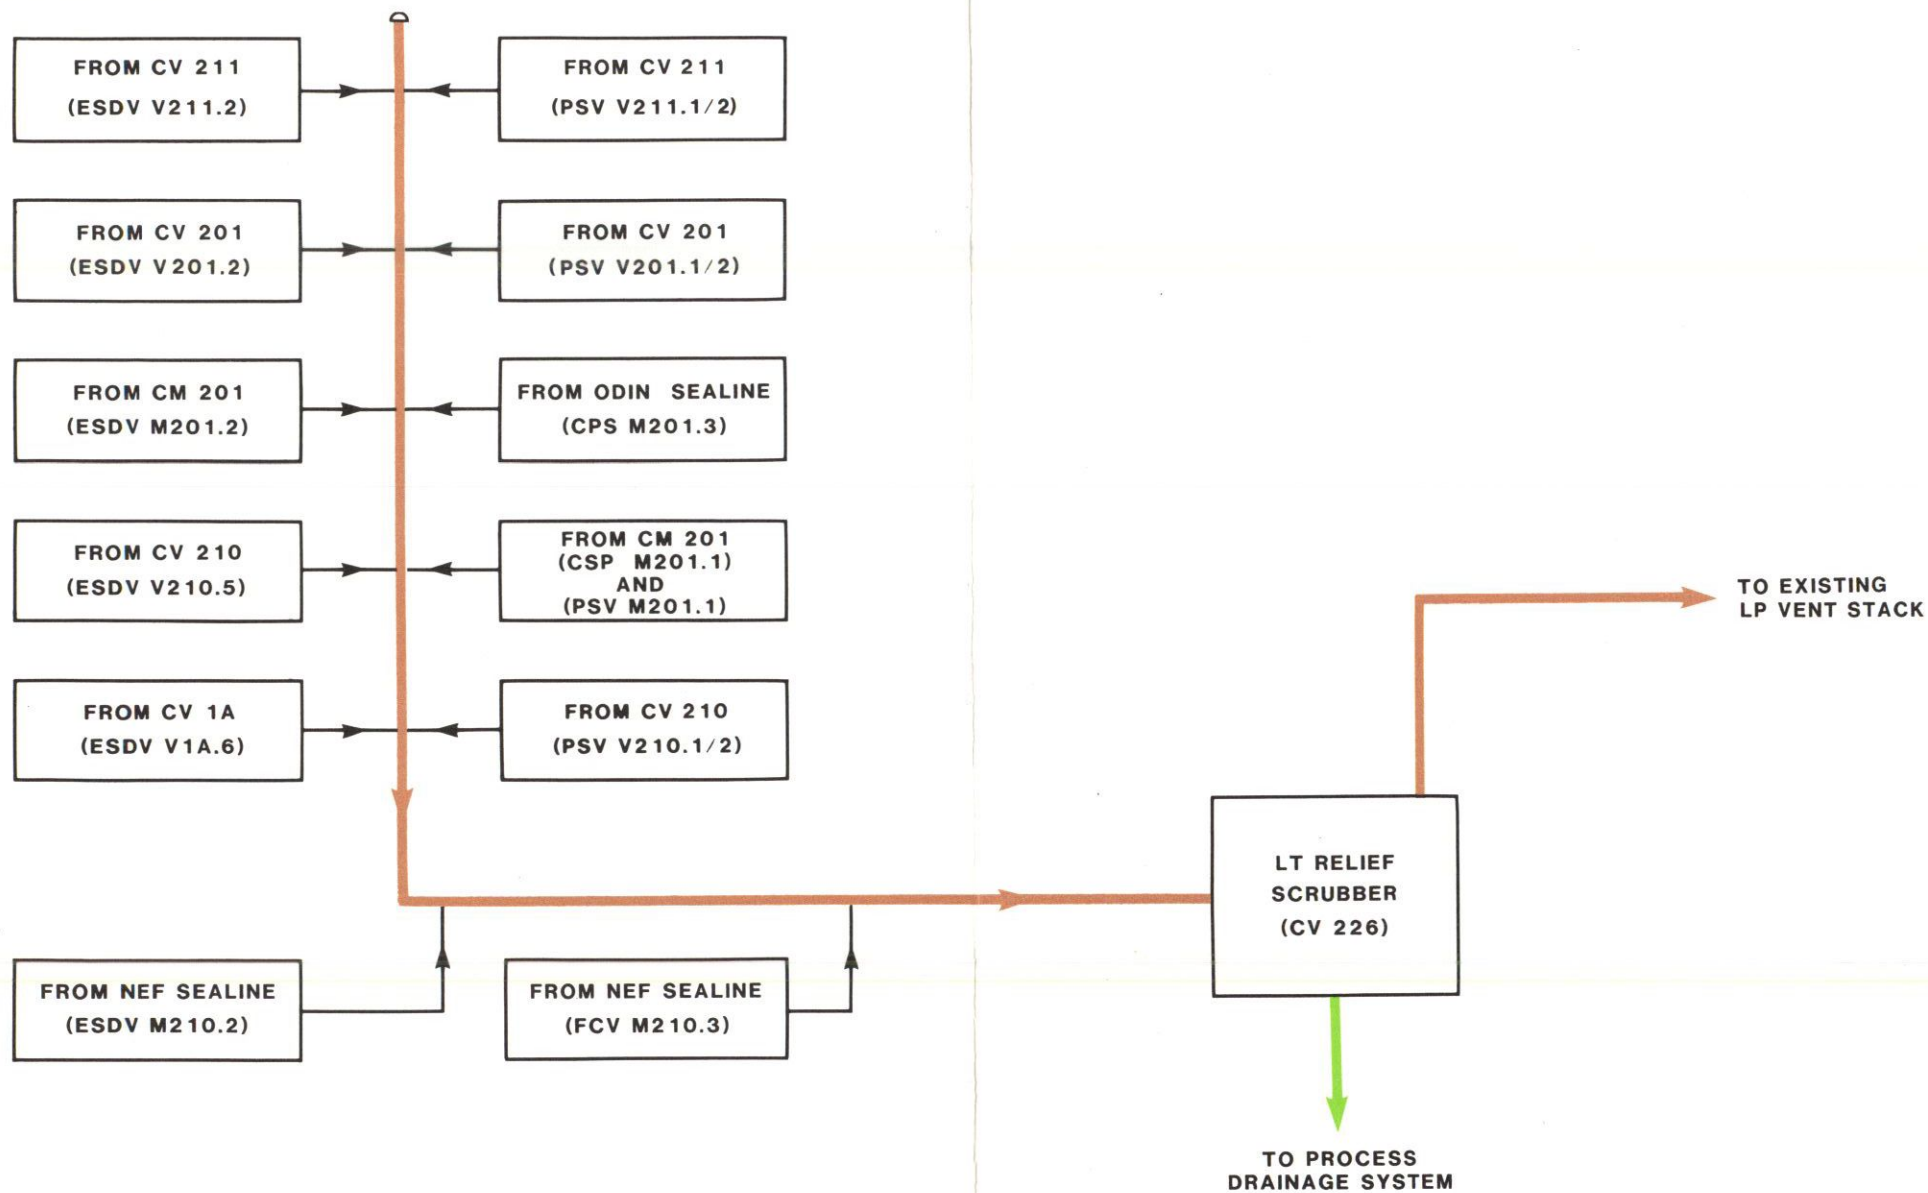 FROM CV 211
(ESDV V211.2)
FROM CV 211
(PSV V211.1/2)
FROM CV 201
(ESDV V201.2)
FROM CV 201
(PSV V201.1/2)
FROM CM 201
(ESDV M201.2)
FROM ODIN SEALINE
(CPS M201.3)
FROM CV 210
(ESDV V210.5)
FROM CM 201
(CSP M201.1)
AND
(PSV M201.1)
FROM CV 1A
(ESDV V1A.6)
FROM CV 210
(PSV V210.1/2)
TO EXISTING
LP VENT STACK
LT RELIEF
SCRUBBER
(CV 226)
FROM NEF SEALINE
(ESDV M210.2)
FROM NEF SEALINE
(FCV M210.3)
TO PROCESS
DRAINAGE SYSTEM